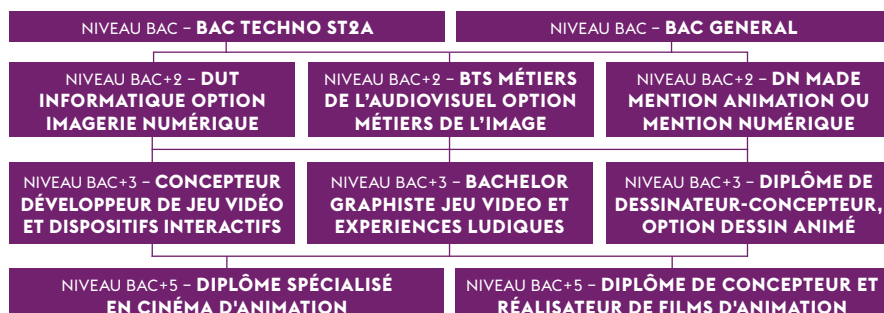 NIVEAU BAC – BAC TECHNO ST2A
NIVEAU BAC – BAC GENERAL
NIVEAU BAC+2 – DUT
INFORMATIQUE OPTION
IMAGERIE NUMÉRIQUE
NIVEAU BAC+2 – BTS MÉTIERS
DE L'AUDIOVISUEL OPTION
MÉTIERS DE L'IMAGE
NIVEAU BAC+2 – DN MADE
MENTION ANIMATION OU
MENTION NUMÉRIQUE
NIVEAU BAC+3 – CONCEPTEUR
DÉVELOPPEUR DE JEU VIDÉO
ET DISPOSITIFS INTERACTIFS
NIVEAU BAC+3 – BACHELOR
GRAPHISTE JEU VIDEO ET
EXPERIENCES LUDIQUES
NIVEAU BAC+3 – DIPLÔME DE
DESSINATEUR-CONCEPTEUR,
OPTION DESSIN ANIMÉ
NIVEAU BAC+5 – DIPLÔME SPÉCIALISÉ
EN CINÉMA D'ANIMATION
NIVEAU BAC+5 – DIPLÔME DE CONCEPTEUR ET
RÉALISATEUR DE FILMS D'ANIMATION